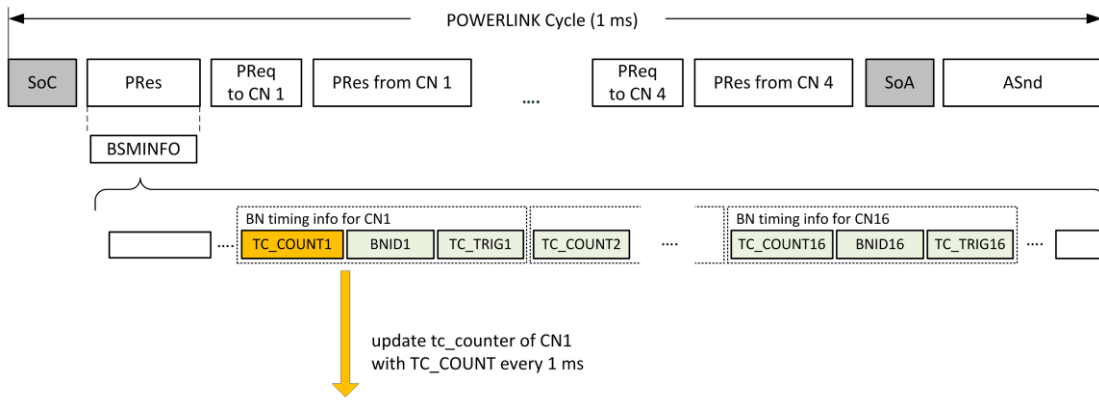 POWERLINK Cycle (1 ms)
SoC
PRes
PReq
to CN 1
PRes from CN 1
....
PReq
to CN 4
PRes from CN 4
SoA
ASnd
BSMINFO
BN timing info for CN1
BN timing info for CN16
....
TC_COUNT1
BNID1
TC_TRIG1
TC_COUNT2
....
TC_COUNT16
BNID16
TC_TRIG16
....
update tc_counter of CN1
with TC_COUNT every 1 ms